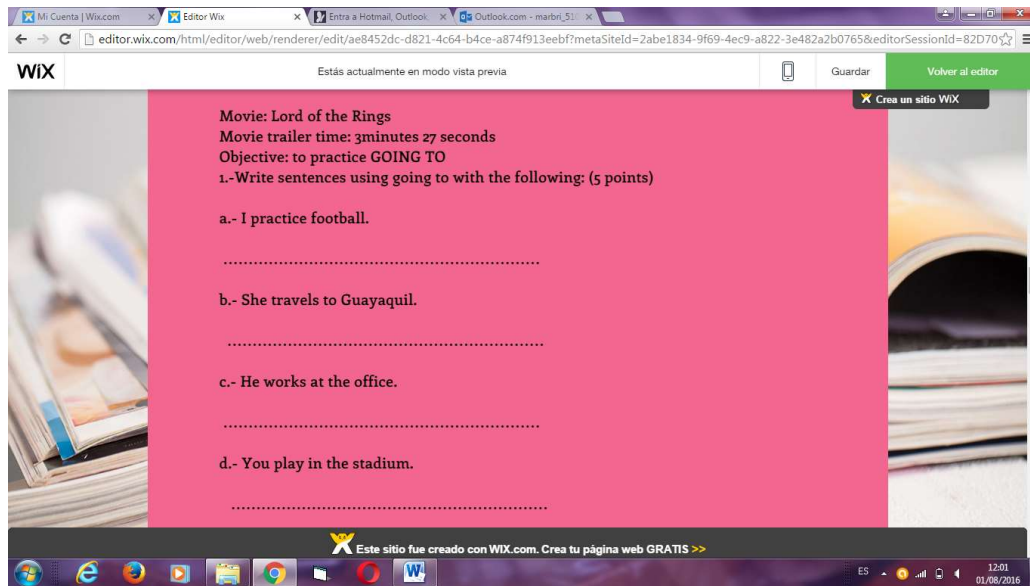 Mi Cuenta | Wix.com
Editor Wix
Entra a Hotmail, Outlook,
Outlook.com - marbri_51
editor.wix.com/html/editor/web/renderer/edit/ae8452dc-d821-4c64-b4ce-a874f913eebf?metaSiteId=2abe1834-9f69-4ec9-a822-3e482a2b0765&editorSessionId=82D70
WiX
Estás actualmente en modo vista previa
Guardar
Volver al editor
Crea un sitio WiX
Movie: Lord of the Rings
Movie trailer time: 3minutes 27 seconds
Objective: to practice GOING TO
1.-Write sentences using going to with the following: (5 points)
a.- I practice football.
................................................................
b.- She travels to Guayaquil.
................................................................
c.- He works at the office.
................................................................
d.- You play in the stadium.
................................................................
Este sitio fue creado con WIX.com. Crea tu página web GRATIS >>
ES
12:01
01/08/2016